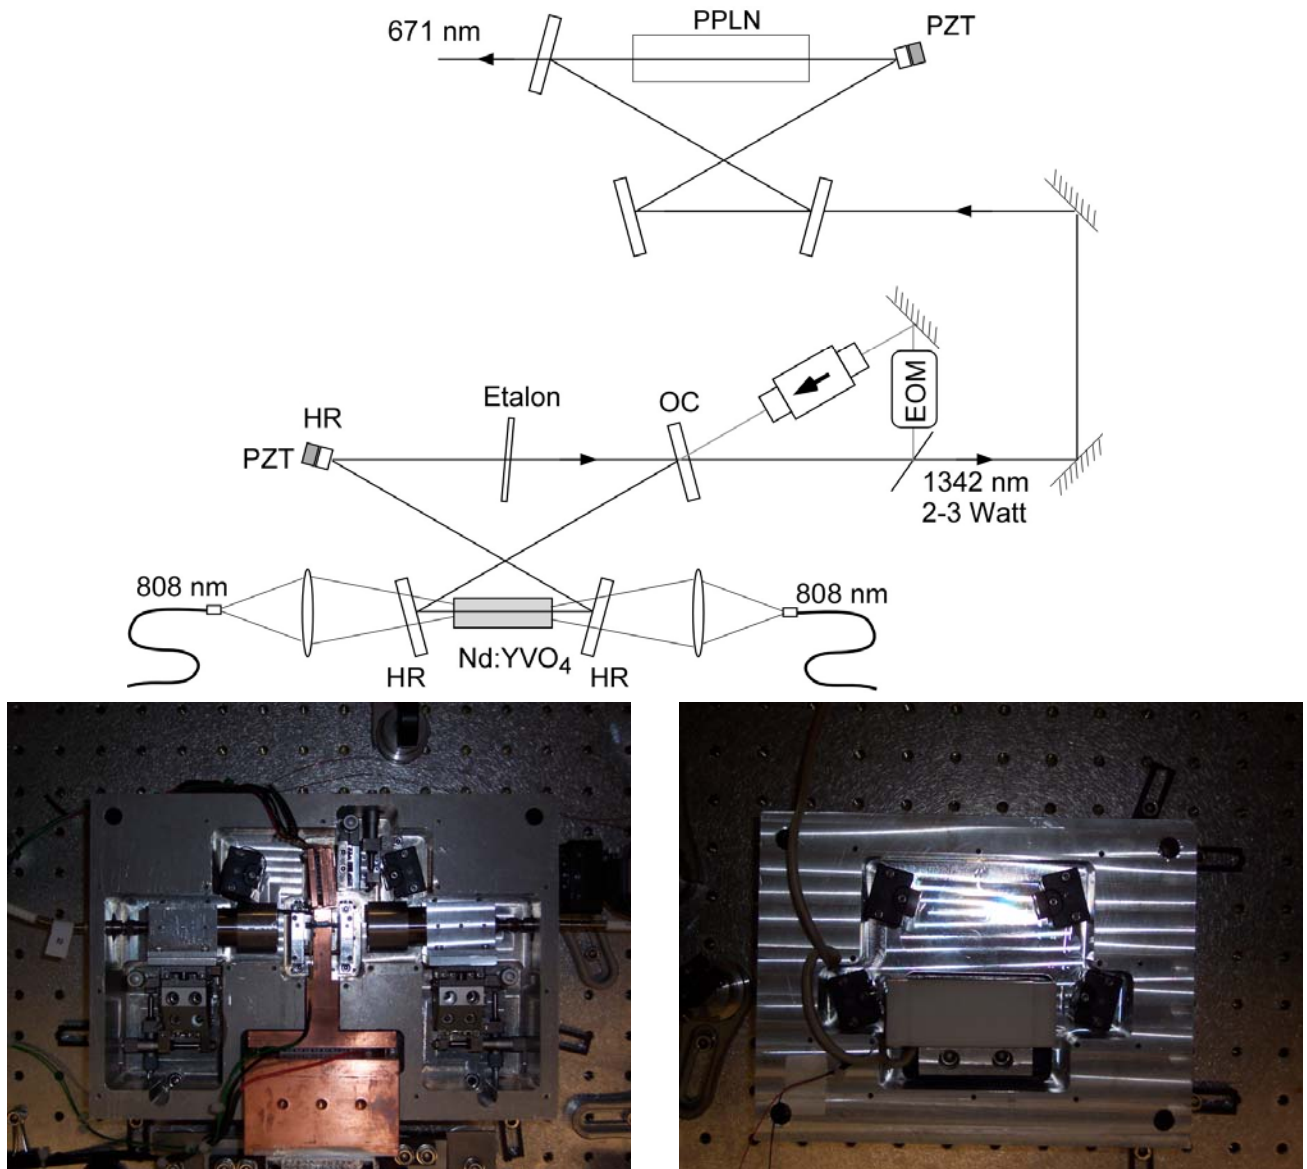 671 nm
PPLN
PZT
HR
Etalon
OC
EOM
PZT
1342 nm
2-3 Watt
808 nm
808 nm
HR
Nd:YVO4
HR